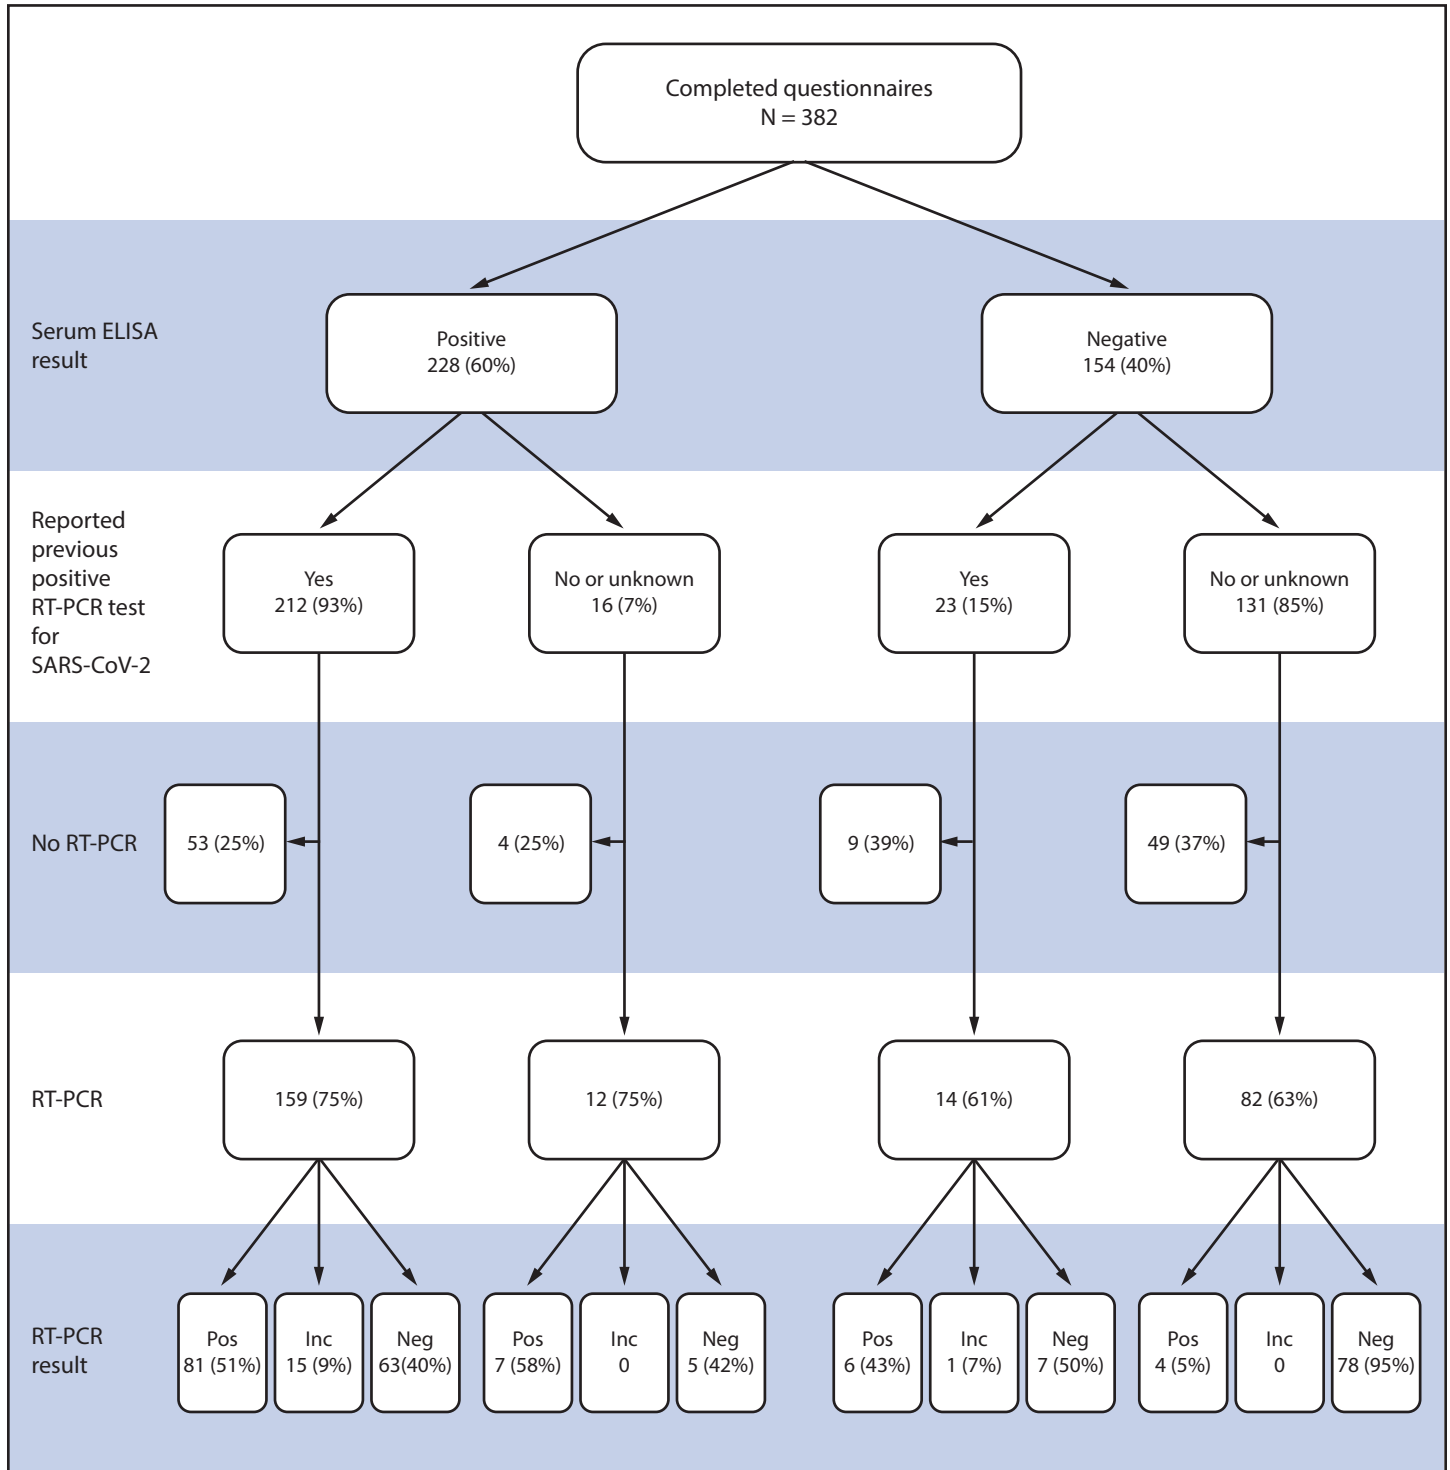 Completed questionnaires
N = 382
Serum ELISA
result
Positive
228 (60%)
Negative
154 (40%)
Reported
previous
positive
RT-PCR test
for
SARS-CoV-2
Yes
212 (93%)
No or unknown
16 (7%)
Yes
23 (15%)
No or unknown
131 (85%)
No RT-PCR
53 (25%)
4 (25%)
9 (39%)
49 (37%)
RT-PCR
159 (75%)
12 (75%)
14 (61%)
82 (63%)
RT-PCR
result
Pos
81 (51%)
Inc
15 (9%)
Neg
63(40%)
Pos
7 (58%)
Inc
0
Neg
5 (42%)
Pos
6 (43%)
Inc
1 (7%)
Neg
7 (50%)
Pos
4 (5%)
Inc
0
Neg
78 (95%)